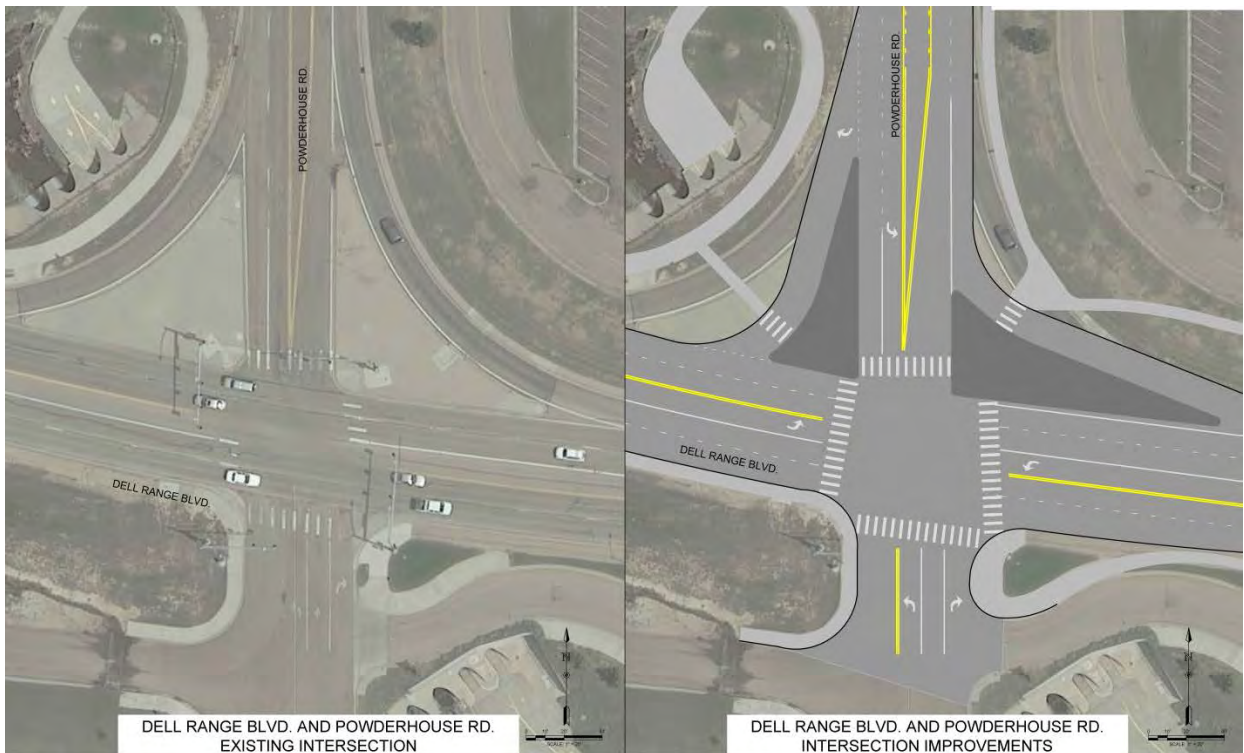 POWDERHOUSE RD.
DELL RANGE BLVD.
N
DELL RANGE BLVD. AND POWDERHOUSE RD.
EXISTING INTERSECTION
POWDERHOUSE RD.
DELL RANGE BLVD.
N
DELL RANGE BLVD. AND POWDERHOUSE RD.
INTERSECTION IMPROVEMENTS